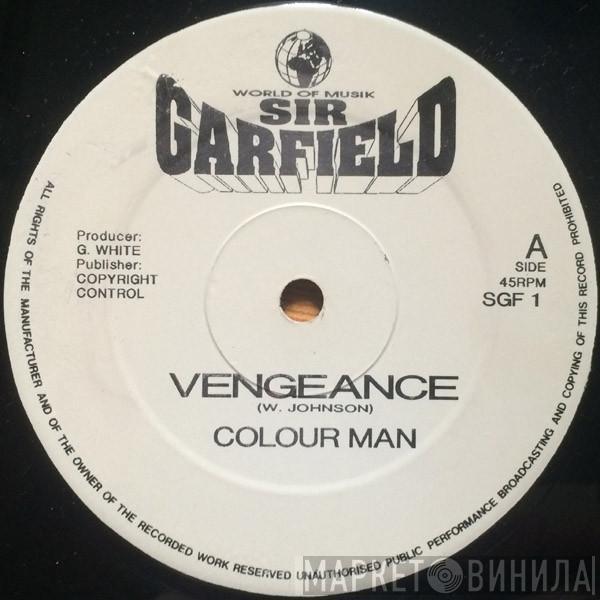 WORLD OF MUSIK
SIR
GARFIELD
Producer:
G. WHITE
Publisher:
COPYRIGHT
CONTROL
A
SIDE
45RPM
SGF 1
VENGEANCE
(W. JOHNSON)
COLOUR MAN
ALL RIGHTS OF THE MANUFACTURER AND OF THE OWNER OF THE RECORDED WORK RESERVED UNAUTHORISED PUBLIC PERFORMANCE BROADCASTING AND COPYING OF THIS RECORD PROHIBITED
МАРКЕТ ВИНИЛА